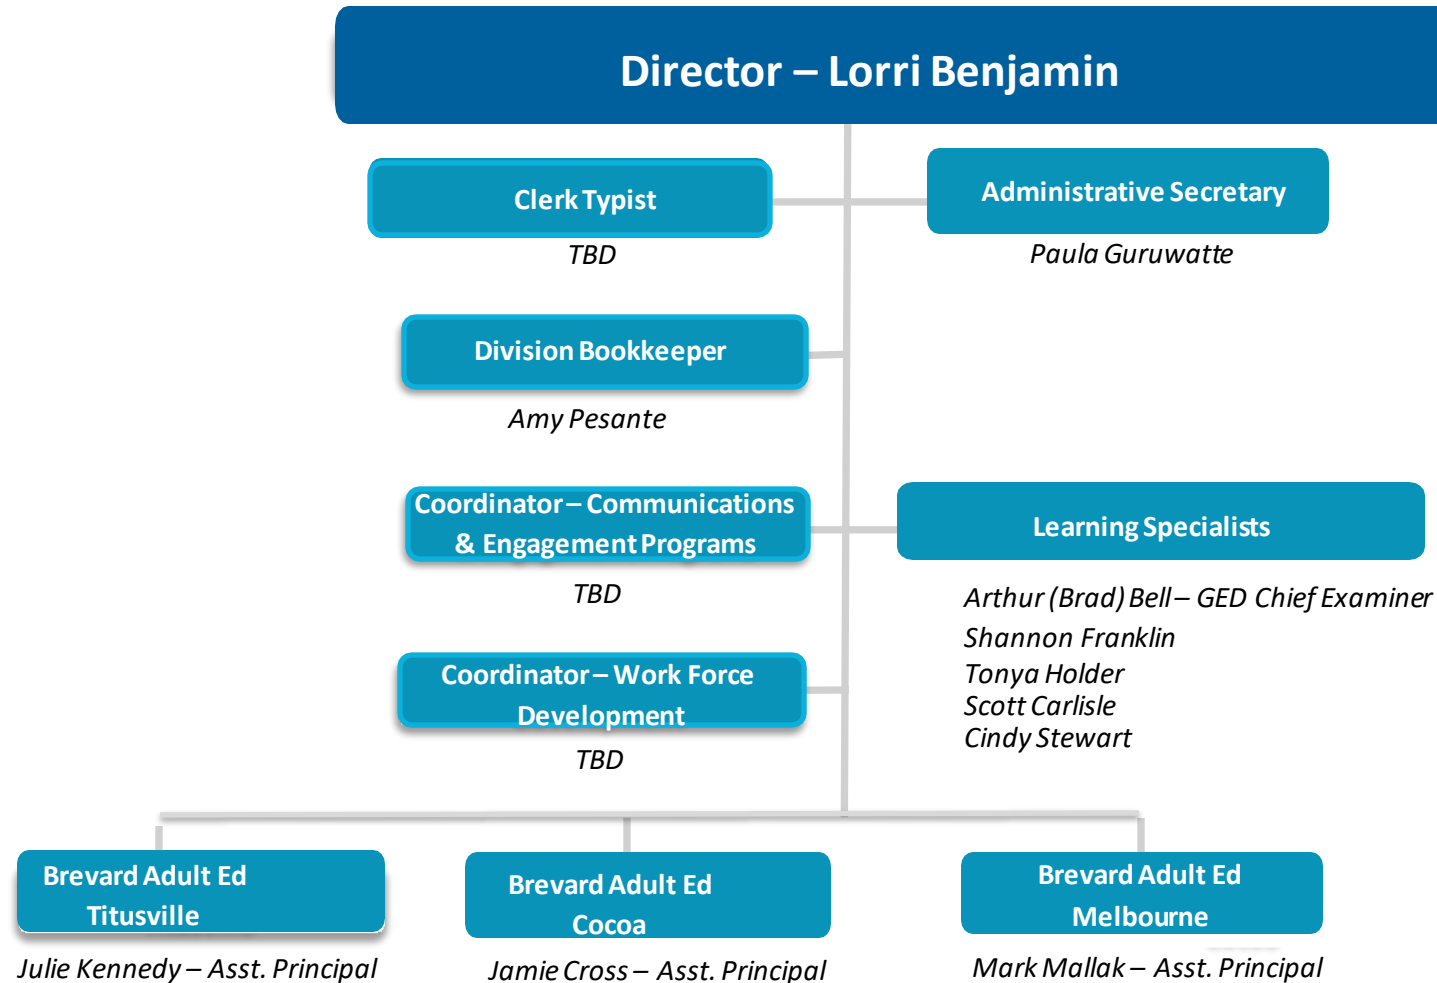 Director – Lorri Benjamin
Clerk Typist
TBD
Administrative Secretary
Paula Guruwatte
Division Bookkeeper
Amy Pesante
Coordinator – Communications
& Engagement Programs
TBD
Learning Specialists
Arthur (Brad) Bell – GED Chief Examiner
Shannon Franklin
Tonya Holder
Scott Carlisle
Cindy Stewart
Coordinator – Work Force
Development
TBD
Brevard Adult Ed
Titusville
Julie Kennedy – Asst. Principal
Brevard Adult Ed
Cocoa
Jamie Cross – Asst. Principal
Brevard Adult Ed
Melbourne
Mark Mallak – Asst. Principal